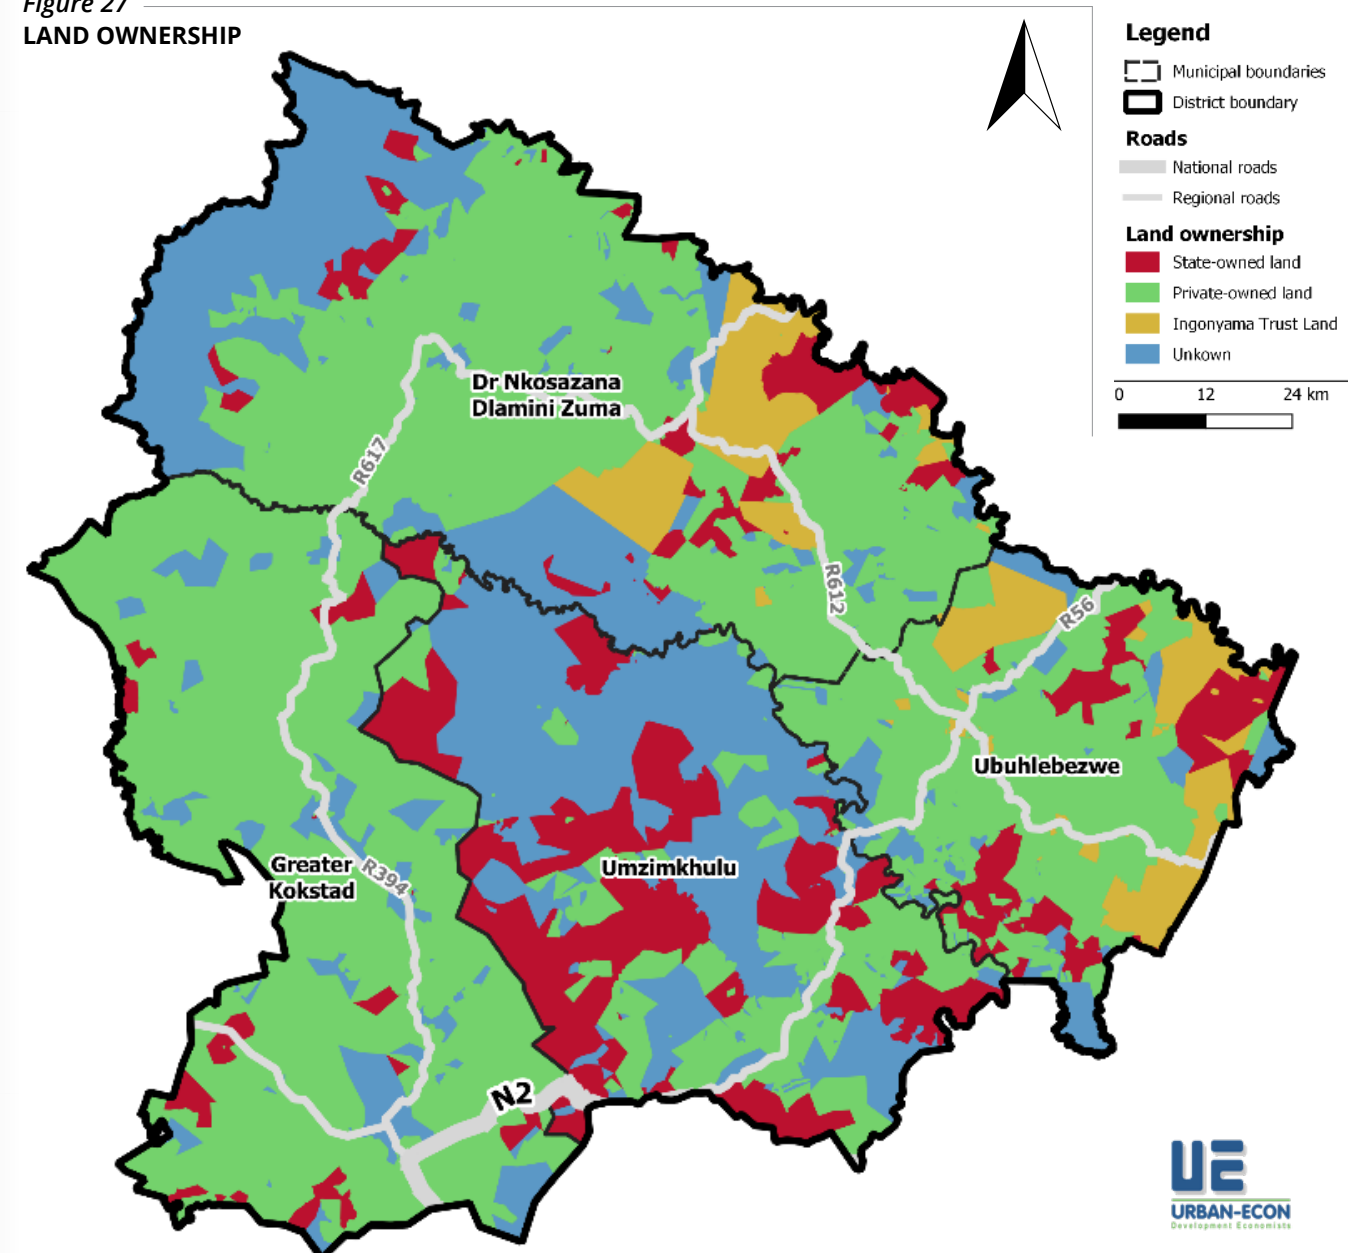 Figure 27
LAND OWNERSHIP
Legend
Municipal boundaries
District boundary
Roads
National roads
Regional roads
Land ownership
State-owned land
Private-owned land
Ingonyama Trust Land
Unkown
0 12 24 km
Dr Nkosazana
Dlamini Zuma
R617
R612
R56
Ubuhlebezwe
Umzimkhulu
Greater
Kokstad
R394
N2
UE
URBAN-ECON
Development Economists